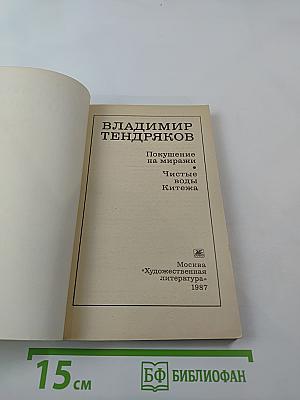 ВЛАДИМИР
ТЕНДРЯКОВ
Покушение
на миражи
•
Чистые
воды
Китежа
Москва
«Художественная
литература»
1987
15 см
БФ БИБЛИОФАН